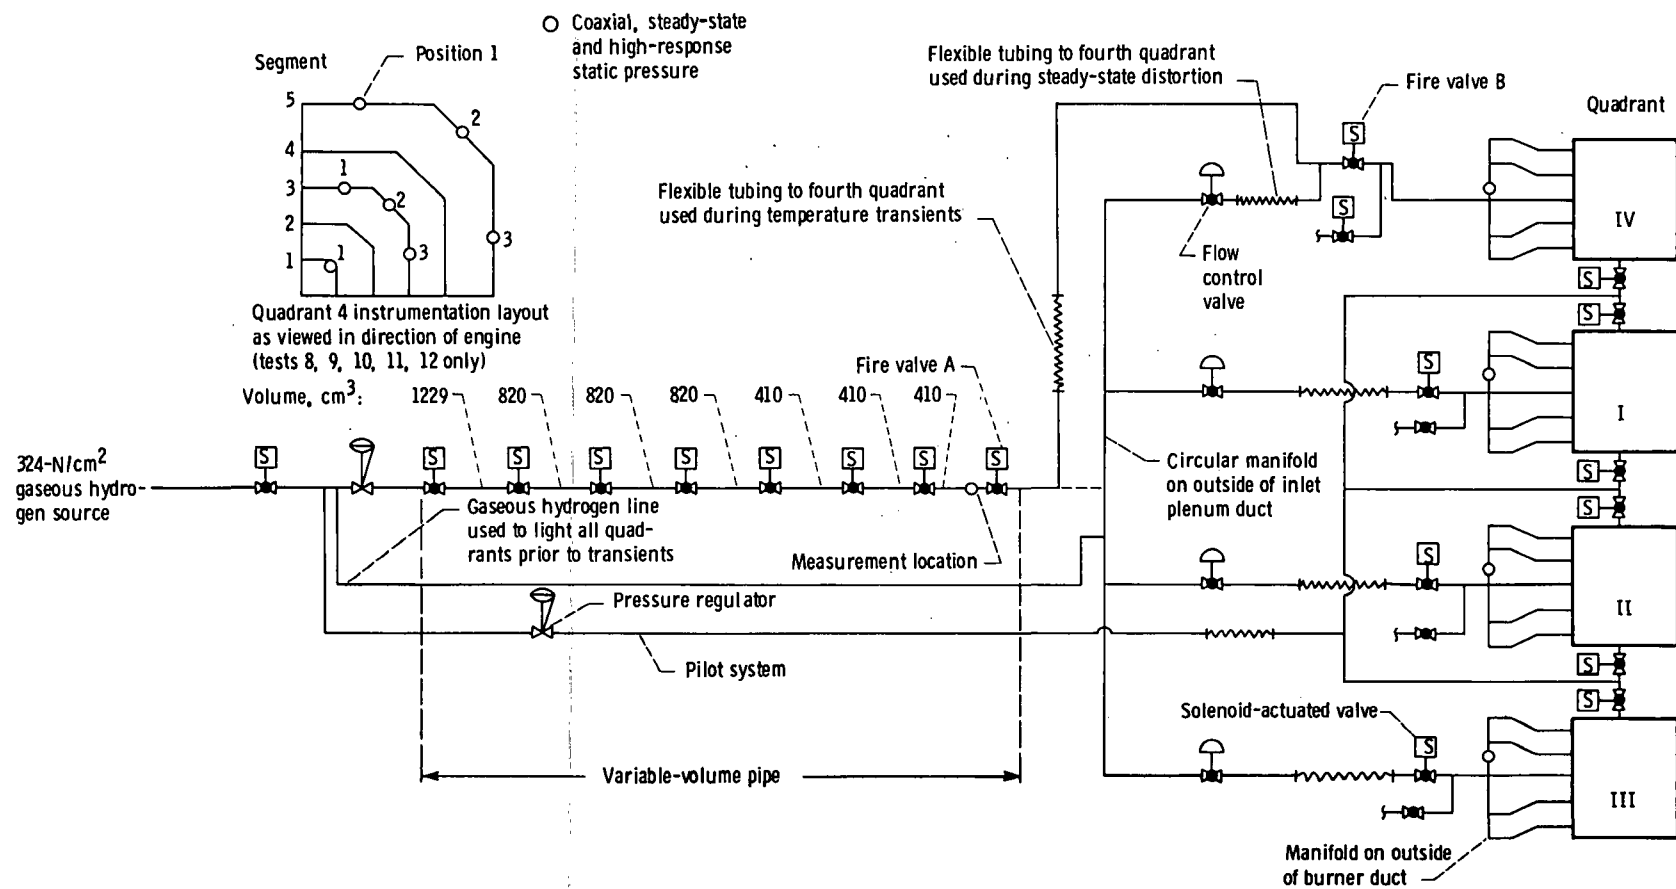 Coaxial, steady-state
and high-response
static pressure
Segment
Position 1
5
4
3
2
1
2
3
1
2
3
1
Quadrant 4 instrumentation layout
as viewed in direction of engine
(tests 8, 9, 10, 11, 12 only)
Flexible tubing to fourth quadrant
used during steady-state distortion
Fire valve B
Quadrant
Flexible tubing to fourth quadrant
used during temperature transients
Flow
control
valve
S
S
IV
S
S
Fire valve A
Volume, cm3:
1229
820
820
820
410
410
410
S
I
324-N/cm2
gaseous hydro-
gen source
S
S
S
S
S
S
S
S
S
Gaseous hydrogen line
used to light all quad-
rants prior to transients
Measurement location
Circular manifold
on outside of inlet
plenum duct
S
S
S
II
Pressure regulator
Pilot system
S
S
Solenoid-actuated valve
S
III
Variable-volume pipe
Manifold on outside
of burner duct